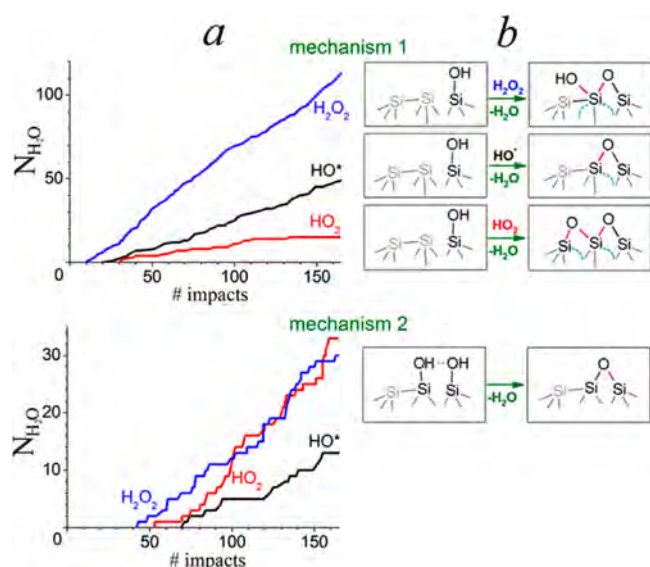 a
b
mechanism 1
N_H₂O
100
50
0
0
50
100
150
# impacts
H₂O₂
HO*
HO₂
OH
Si Si Si
H₂O₂
-H₂O
HO O
Si Si Si
OH
Si Si Si
HO*
-H₂O
O
Si Si Si
OH
Si Si Si
HO₂
-H₂O
O O
Si Si Si
mechanism 2
N_H₂O
30
20
10
0
50
100
150
# impacts
H₂O₂
HO₂
HO*
OH OH
Si Si Si
-H₂O
O
Si Si Si